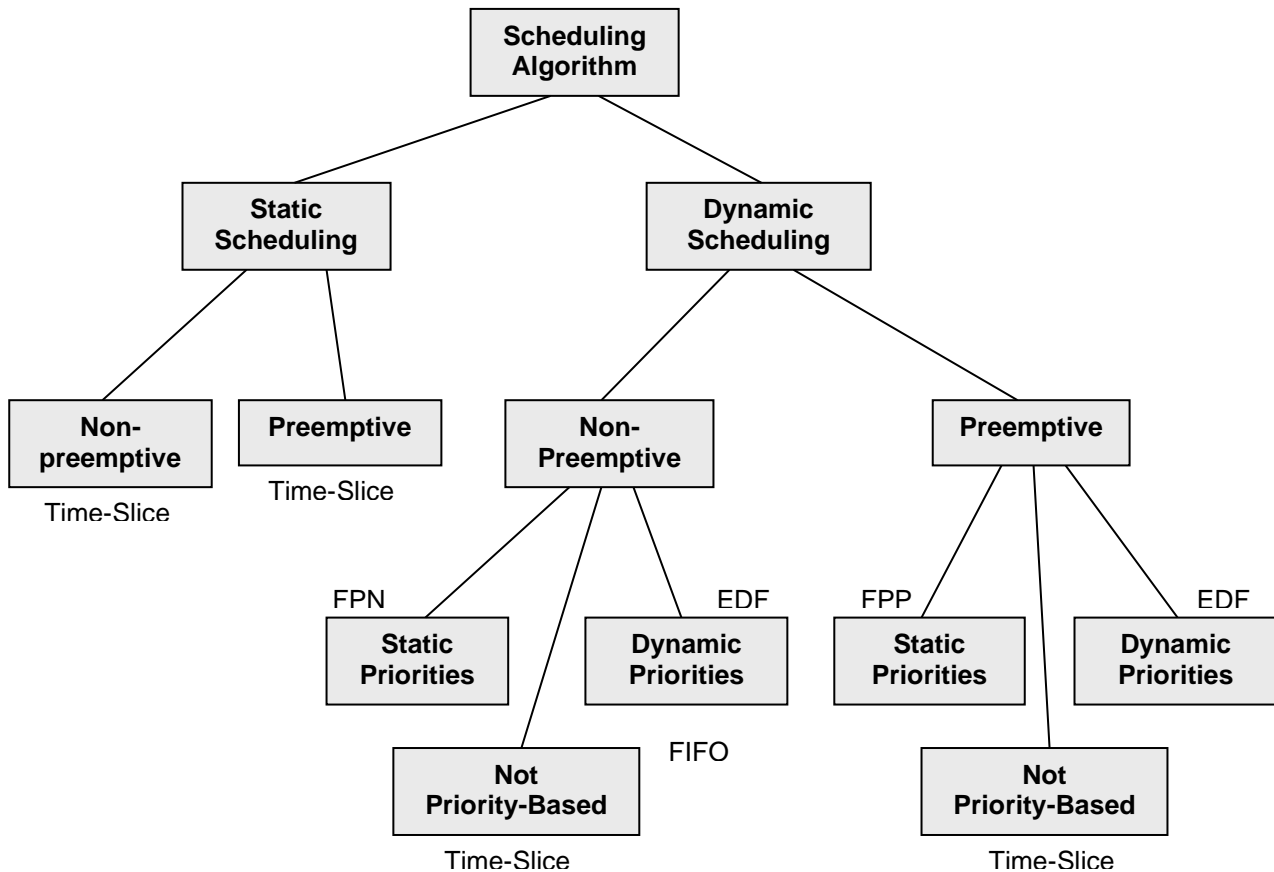 Scheduling
Algorithm
Static
Scheduling
Dynamic
Scheduling
Non-
preemptive
Time-Slice
Preemptive
Time-Slice
Non-
Preemptive
Preemptive
FPN
Static
Priorities
EDF
Dynamic
Priorities
FPP
Static
Priorities
EDF
Dynamic
Priorities
FIFO
Not
Priority-Based
Time-Slice
Not
Priority-Based
Time-Slice